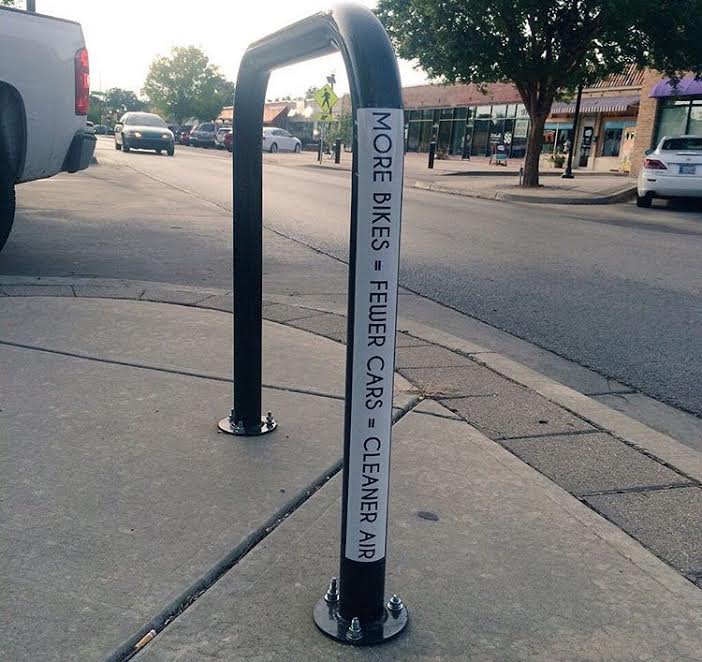 MORE BIKES = FEWER CARS = CLEANER AIR